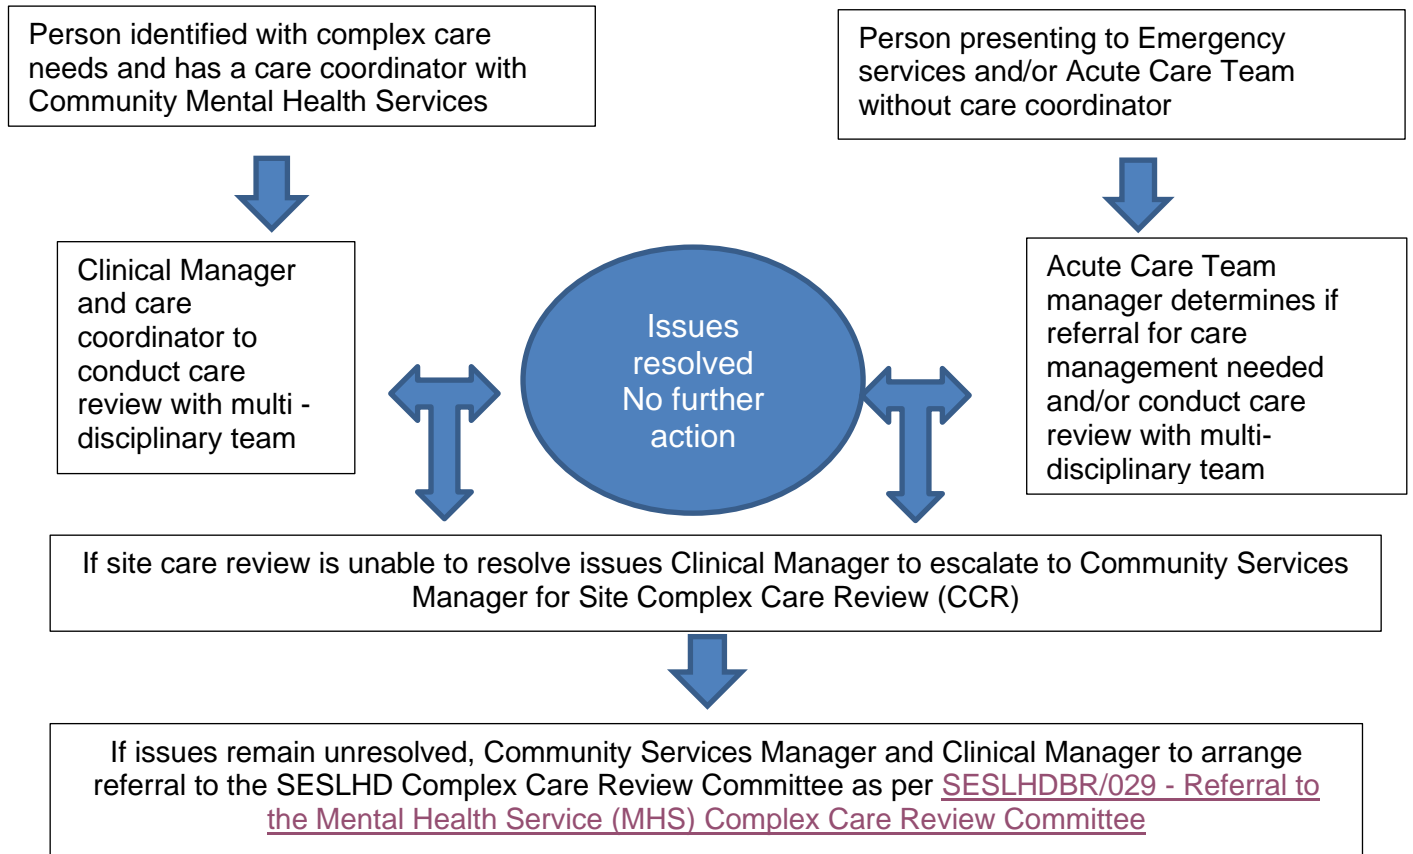 Person identified with complex care
needs and has a care coordinator with
Community Mental Health Services
Person presenting to Emergency
services and/or Acute Care Team
without care coordinator
Clinical Manager
and care
coordinator to
conduct care
review with multi -
disciplinary team
Issues
resolved
No further
action
Acute Care Team
manager determines if
referral for care
management needed
and/or conduct care
review with multi-
disciplinary team
If site care review is unable to resolve issues Clinical Manager to escalate to Community Services
Manager for Site Complex Care Review (CCR)
If issues remain unresolved, Community Services Manager and Clinical Manager to arrange
referral to the SESLHD Complex Care Review Committee as per SESLHDBR/029 - Referral to
the Mental Health Service (MHS) Complex Care Review Committee